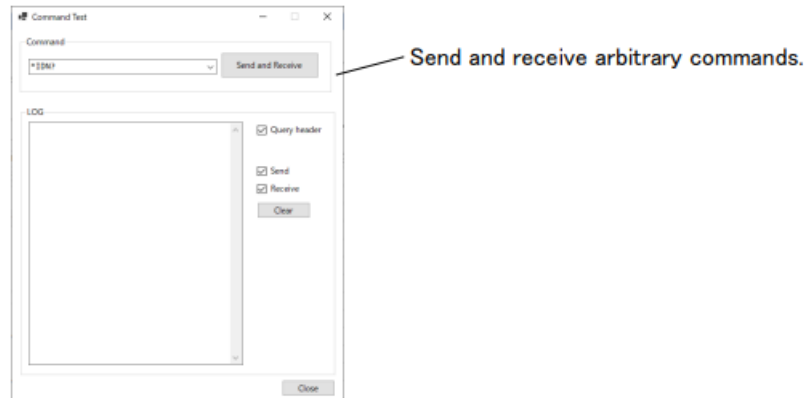 Command Test
Command
*IDN?
Send and Receive
Send and receive arbitrary commands.
LOG
Query header
Send
Receive
Clear
Close